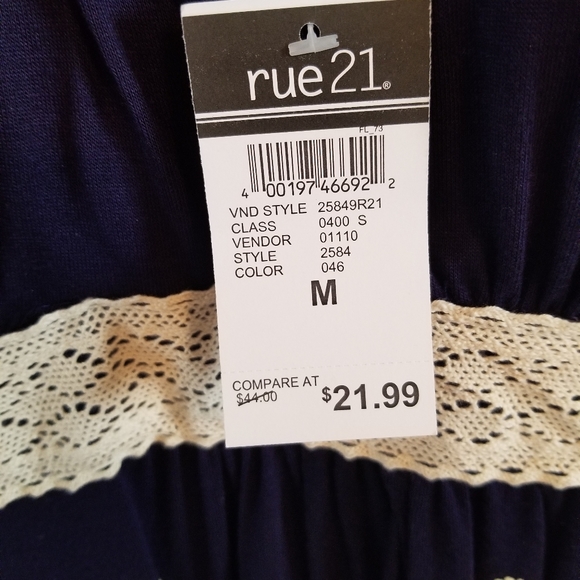 rue21®
FL_73
4 00197 46692 2
VND STYLE 25849R21
CLASS 0400 S
VENDOR 01110
STYLE 2584
COLOR 046
M
COMPARE AT
$44.00 $21.99